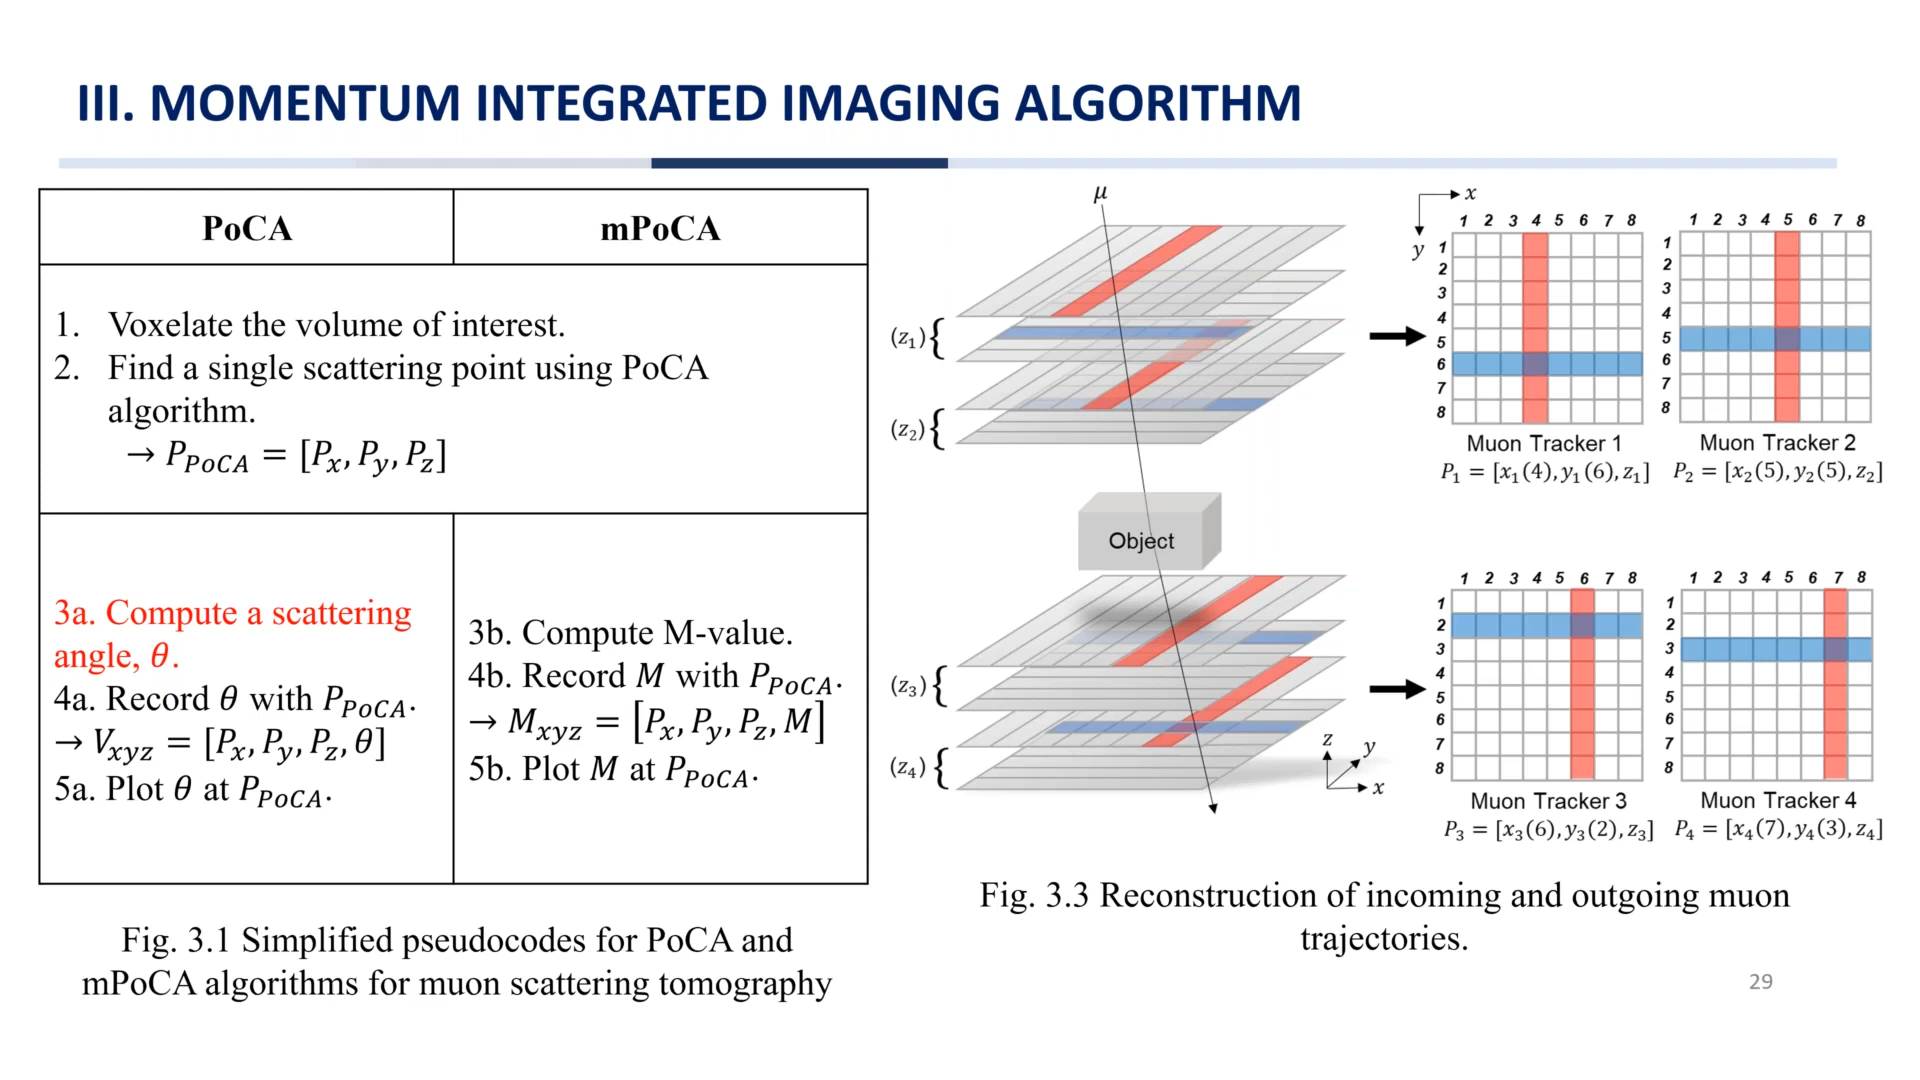 III. MOMENTUM INTEGRATED IMAGING ALGORITHM
PoCA
mPoCA
1. Voxelate the volume of interest.
2. Find a single scattering point using PoCA
algorithm.
→ P_PoCA = [P_x, P_y, P_z]
3a. Compute a scattering
angle, θ.
4a. Record θ with P_PoCA.
→ V_xyz = [P_x, P_y, P_z, θ]
5a. Plot θ at P_PoCA.
3b. Compute M-value.
4b. Record M with P_PoCA.
→ M_xyz = [P_x, P_y, P_z, M]
5b. Plot M at P_PoCA.
Fig. 3.1 Simplified pseudocodes for PoCA and
mPoCA algorithms for muon scattering tomography
μ
(z₁){
(z₂){
Object
(z₃){
(z₄){
z
y
x
x
y
1 2 3 4 5 6 7 8
1
2
3
4
5
6
7
8
Muon Tracker 1
P₁ = [x₁(4), y₁(6), z₁]
1 2 3 4 5 6 7 8
1
2
3
4
5
6
7
8
Muon Tracker 2
P₂ = [x₂(5), y₂(5), z₂]
1 2 3 4 5 6 7 8
1
2
3
4
5
6
7
8
Muon Tracker 3
P₃ = [x₃(6), y₃(2), z₃]
1 2 3 4 5 6 7 8
1
2
3
4
5
6
7
8
Muon Tracker 4
P₄ = [x₄(7), y₄(3), z₄]
Fig. 3.3 Reconstruction of incoming and outgoing muon
trajectories.
29